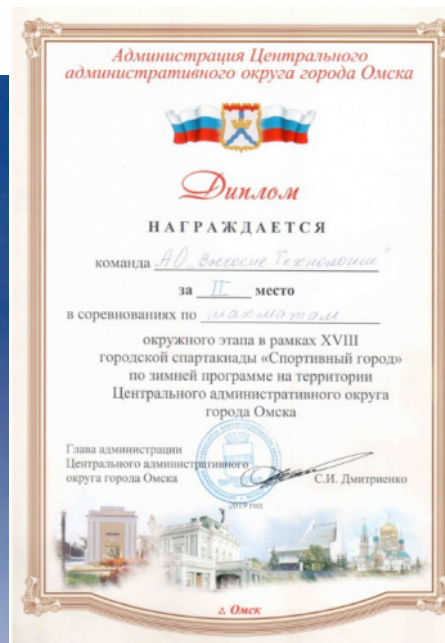 Администрация Центрального
административного округа города Омска
Диплом
НАГРАЖДАЕТСЯ
команда АО „Высокие Технологии"
за II место
в соревнованиях по шахматам
окружного этапа в рамках XVIII
городской спартакиады «Спортивный город»
по зимней программе на территории
Центрального административного округа
города Омска
Глава администрации
Центрального административного
округа города Омска С.И. Дмитриенко
2019 год
г. Омск